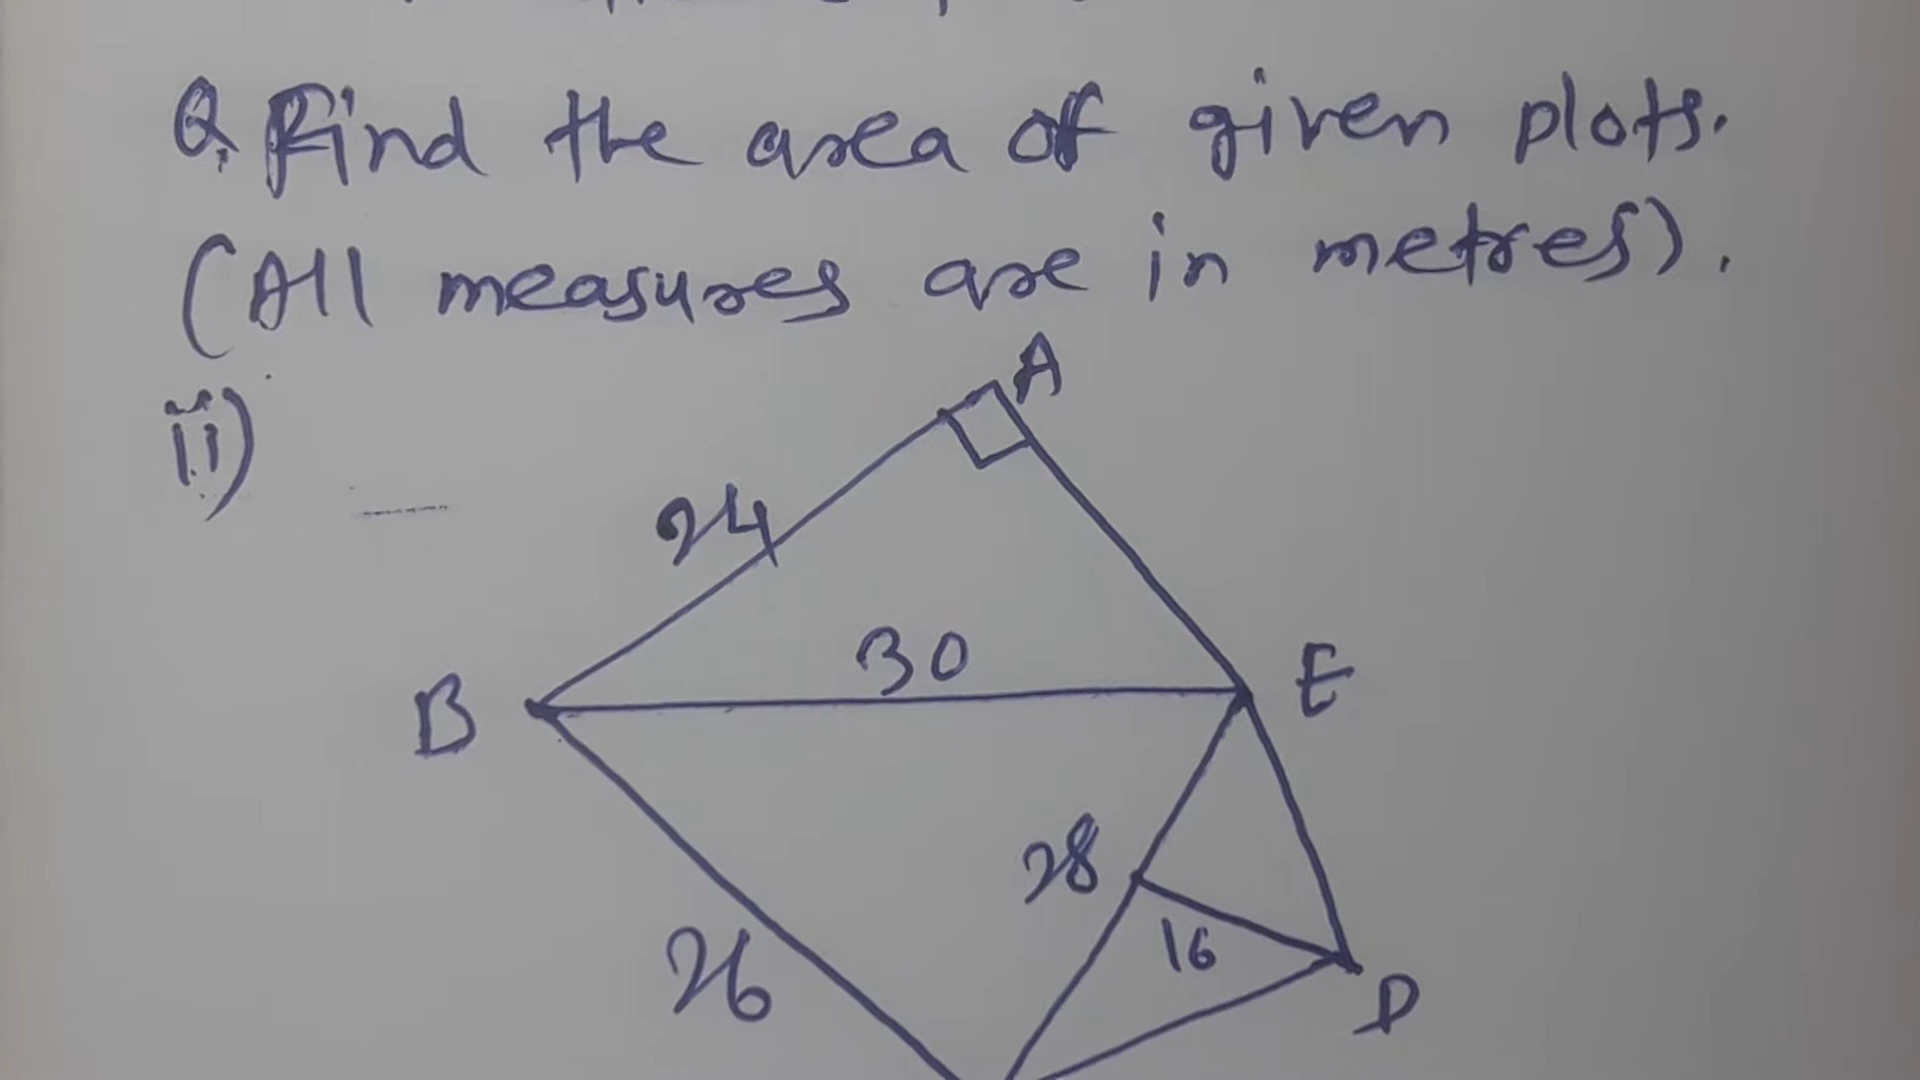 Q. Find the area of given plots.
(All measures are in metres).
ii)
A
24
30
B
E
28
16
26
D